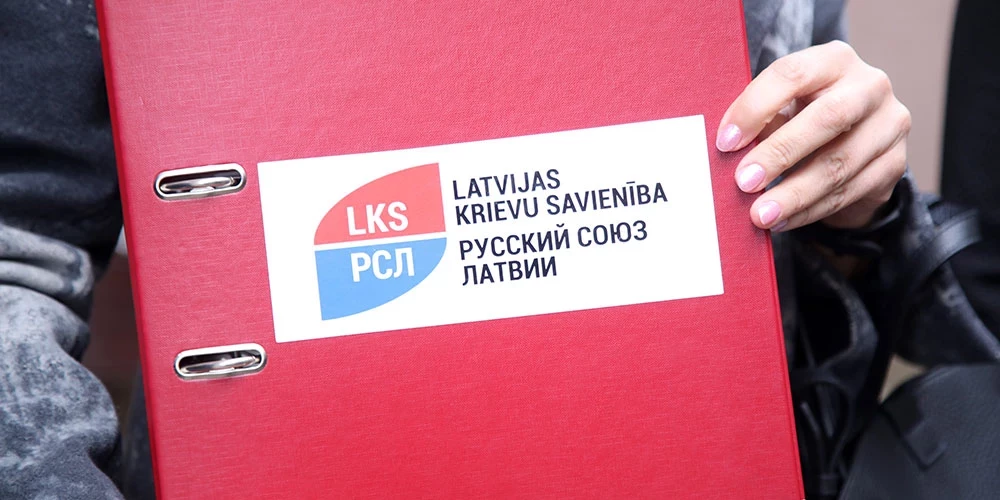 LKS
РСЛ
LATVIJAS
KRIEVU SAVIENĪBA
РУССКИЙ СОЮЗ
ЛАТВИИ